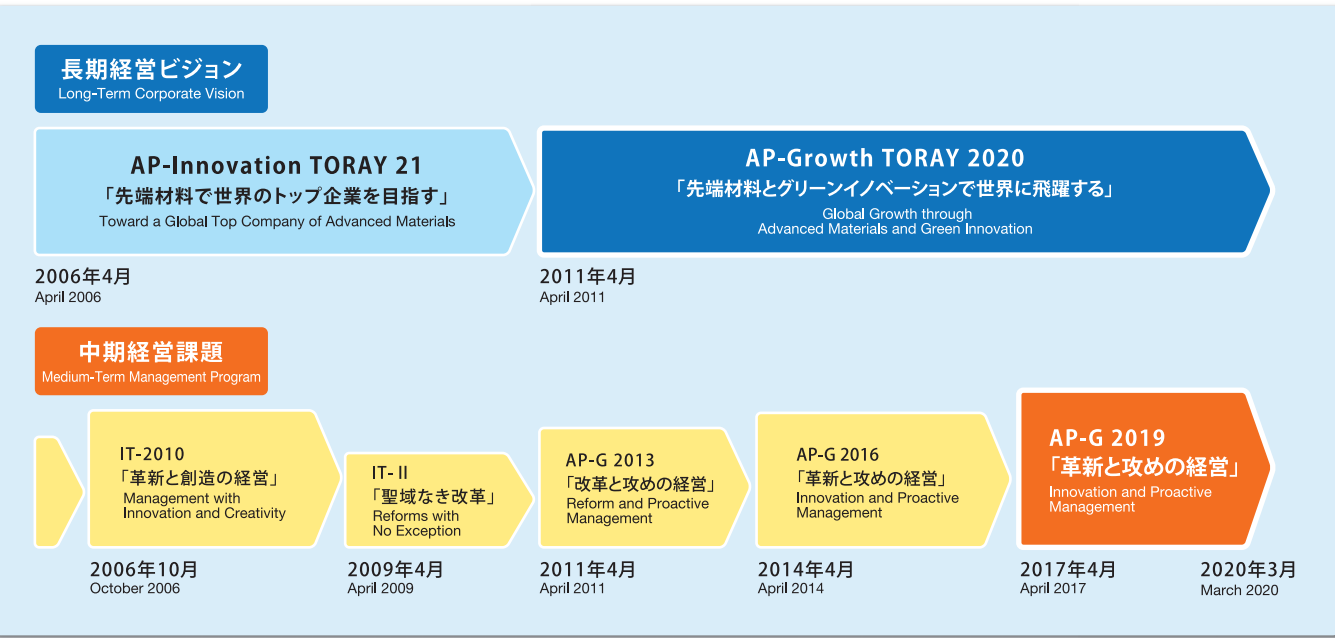 長期経営ビジョン
Long-Term Corporate Vision
AP-Innovation TORAY 21
「先端材料で世界のトップ企業を目指す」
Toward a Global Top Company of Advanced Materials
2006年4月
April 2006
AP-Growth TORAY 2020
「先端材料とグリーンイノベーションで世界に飛躍する」
Global Growth through
Advanced Materials and Green Innovation
2011年4月
April 2011
中期経営課題
Medium-Term Management Program
IT-2010
「革新と創造の経営」
Management with
Innovation and Creativity
2006年10月
October 2006
IT-Ⅱ
「聖域なき改革」
Reforms with
No Exception
2009年4月
April 2009
AP-G 2013
「改革と攻めの経営」
Reform and Proactive
Management
2011年4月
April 2011
AP-G 2016
「革新と攻めの経営」
Innovation and Proactive
Management
2014年4月
April 2014
AP-G 2019
「革新と攻めの経営」
Innovation and Proactive
Management
2017年4月
April 2017
2020年3月
March 2020